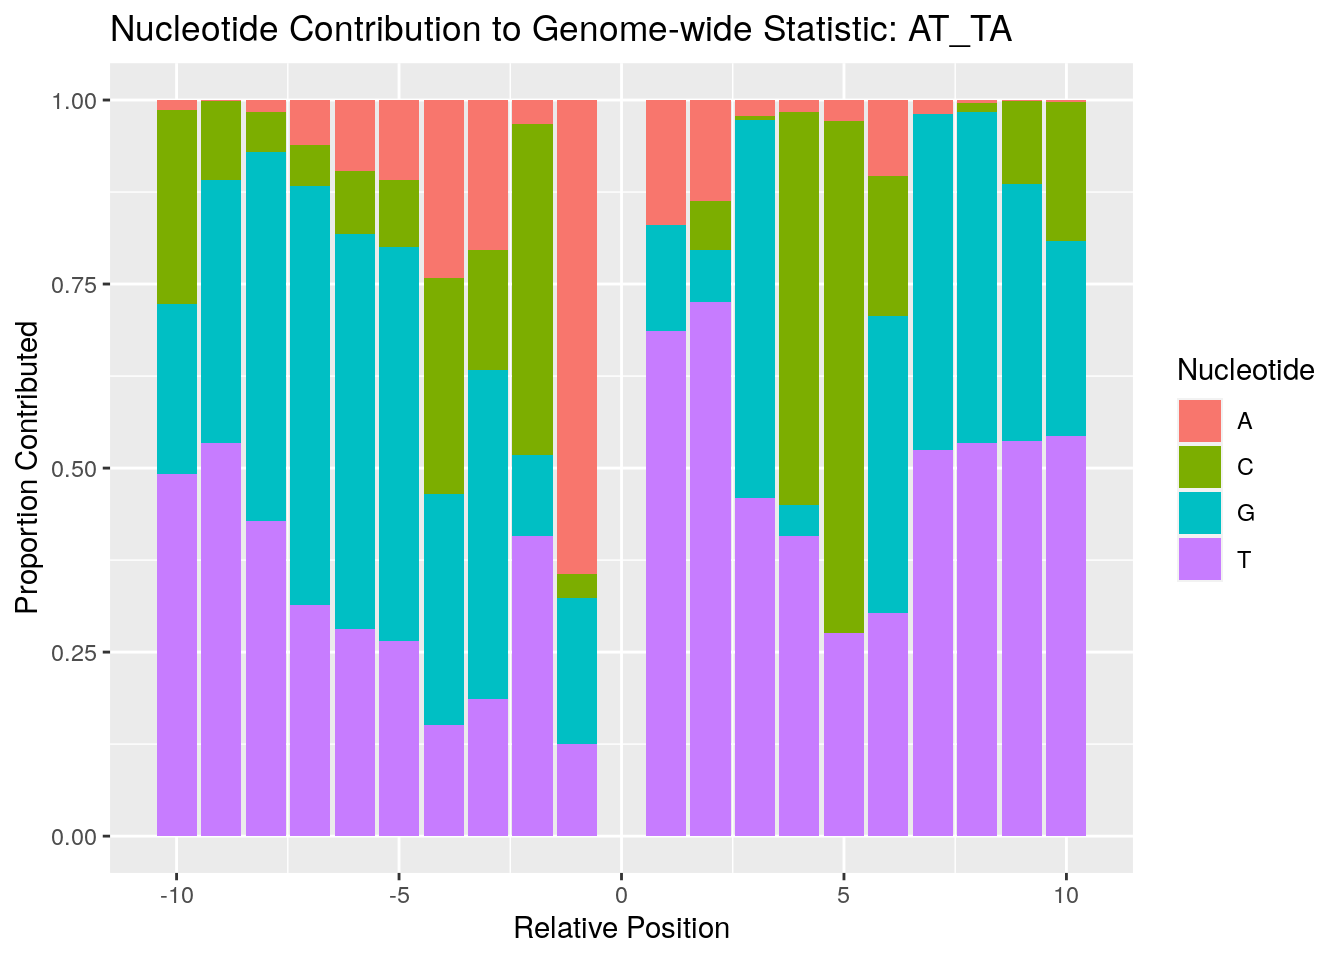 Nucleotide Contribution to Genome-wide Statistic: AT_TA
Proportion Contributed
1.00
0.75
0.50
0.25
0.00
-10
-5
0
5
10
Relative Position
Nucleotide
A
C
G
T